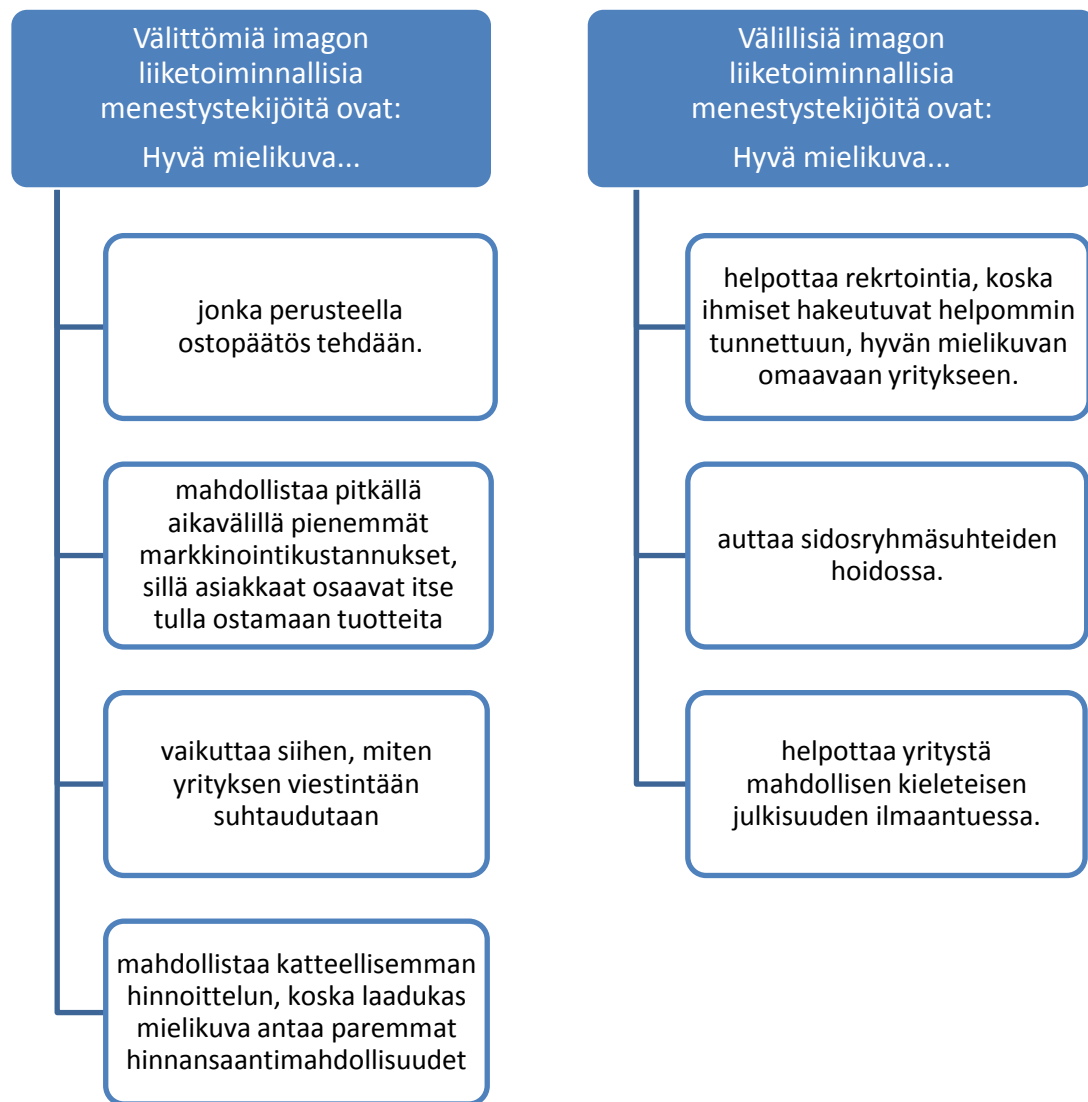 Välittömiä imagon
liiketoiminnallisia
menestystekijöitä ovat:
Hyvä mielikuva...
jonka perusteella
ostopäätös tehdään.
mahdollistaa pitkällä
aikavälillä pienemmät
markkinointikustannukset,
sillä asiakkaat osaavat itse
tulla ostamaan tuotteita
vaikuttaa siihen, miten
yrityksen viestintään
suhtaudutaan
mahdollistaa katteellisemman
hinnoittelun, koska laadukas
mielikuva antaa paremmat
hinnansaantimahdollisuudet
Välillisiä imagon
liiketoiminnallisia
menestystekijöitä ovat:
Hyvä mielikuva...
helpottaa rekrtointia, koska
ihmiset hakeutuvat helpommin
tunnettuun, hyvän mielikuvan
omaavaan yritykseen.
auttaa sidosryhmäsuhteiden
hoidossa.
helpottaa yritystä
mahdollisen kieleteisen
julkisuuden ilmaantuessa.